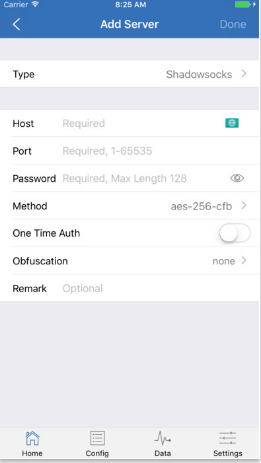 Carrier 8:25 AM
Add Server Done
Type Shadowsocks
Host Required
Port Required, 1-65535
Password Required, Max Length 128
Method aes-256-cfb
One Time Auth
Obfuscation none
Remark Optional
Home Config Data Settings